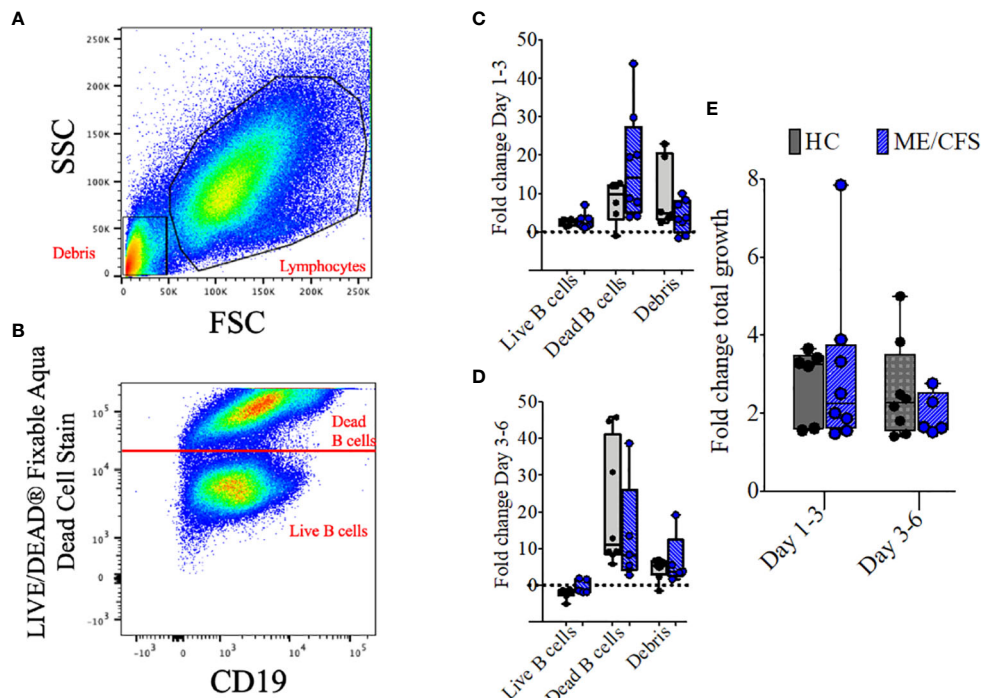 A
SSC
250K
200K
150K
100K
50K
0
Debris
Lymphocytes
0 50K 100K 150K 200K 250K
FSC
B
LIVE/DEAD® Fixable Aqua
Dead Cell Stain
10^5
10^4
10^3
0
-10^3
Dead
B cells
Live B cells
-10^3 0 10^3 10^4 10^5
CD19
C
Fold change Day 1-3
50
40
30
20
10
0
Live B cells
Dead B cells
Debris
D
Fold change Day 3-6
50
40
30
20
10
0
Live B cells
Dead B cells
Debris
E
HC ME/CFS
Fold change total growth
8
6
4
2
0
Day 1-3
Day 3-6